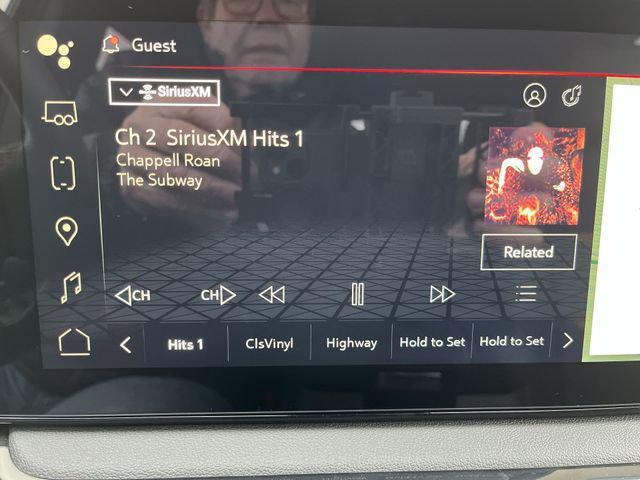 Guest
SiriusXM
Ch 2 SiriusXM Hits 1
Chappell Roan
The Subway
Related
CH CH
Hits 1 ClsVinyl Highway Hold to Set Hold to Set